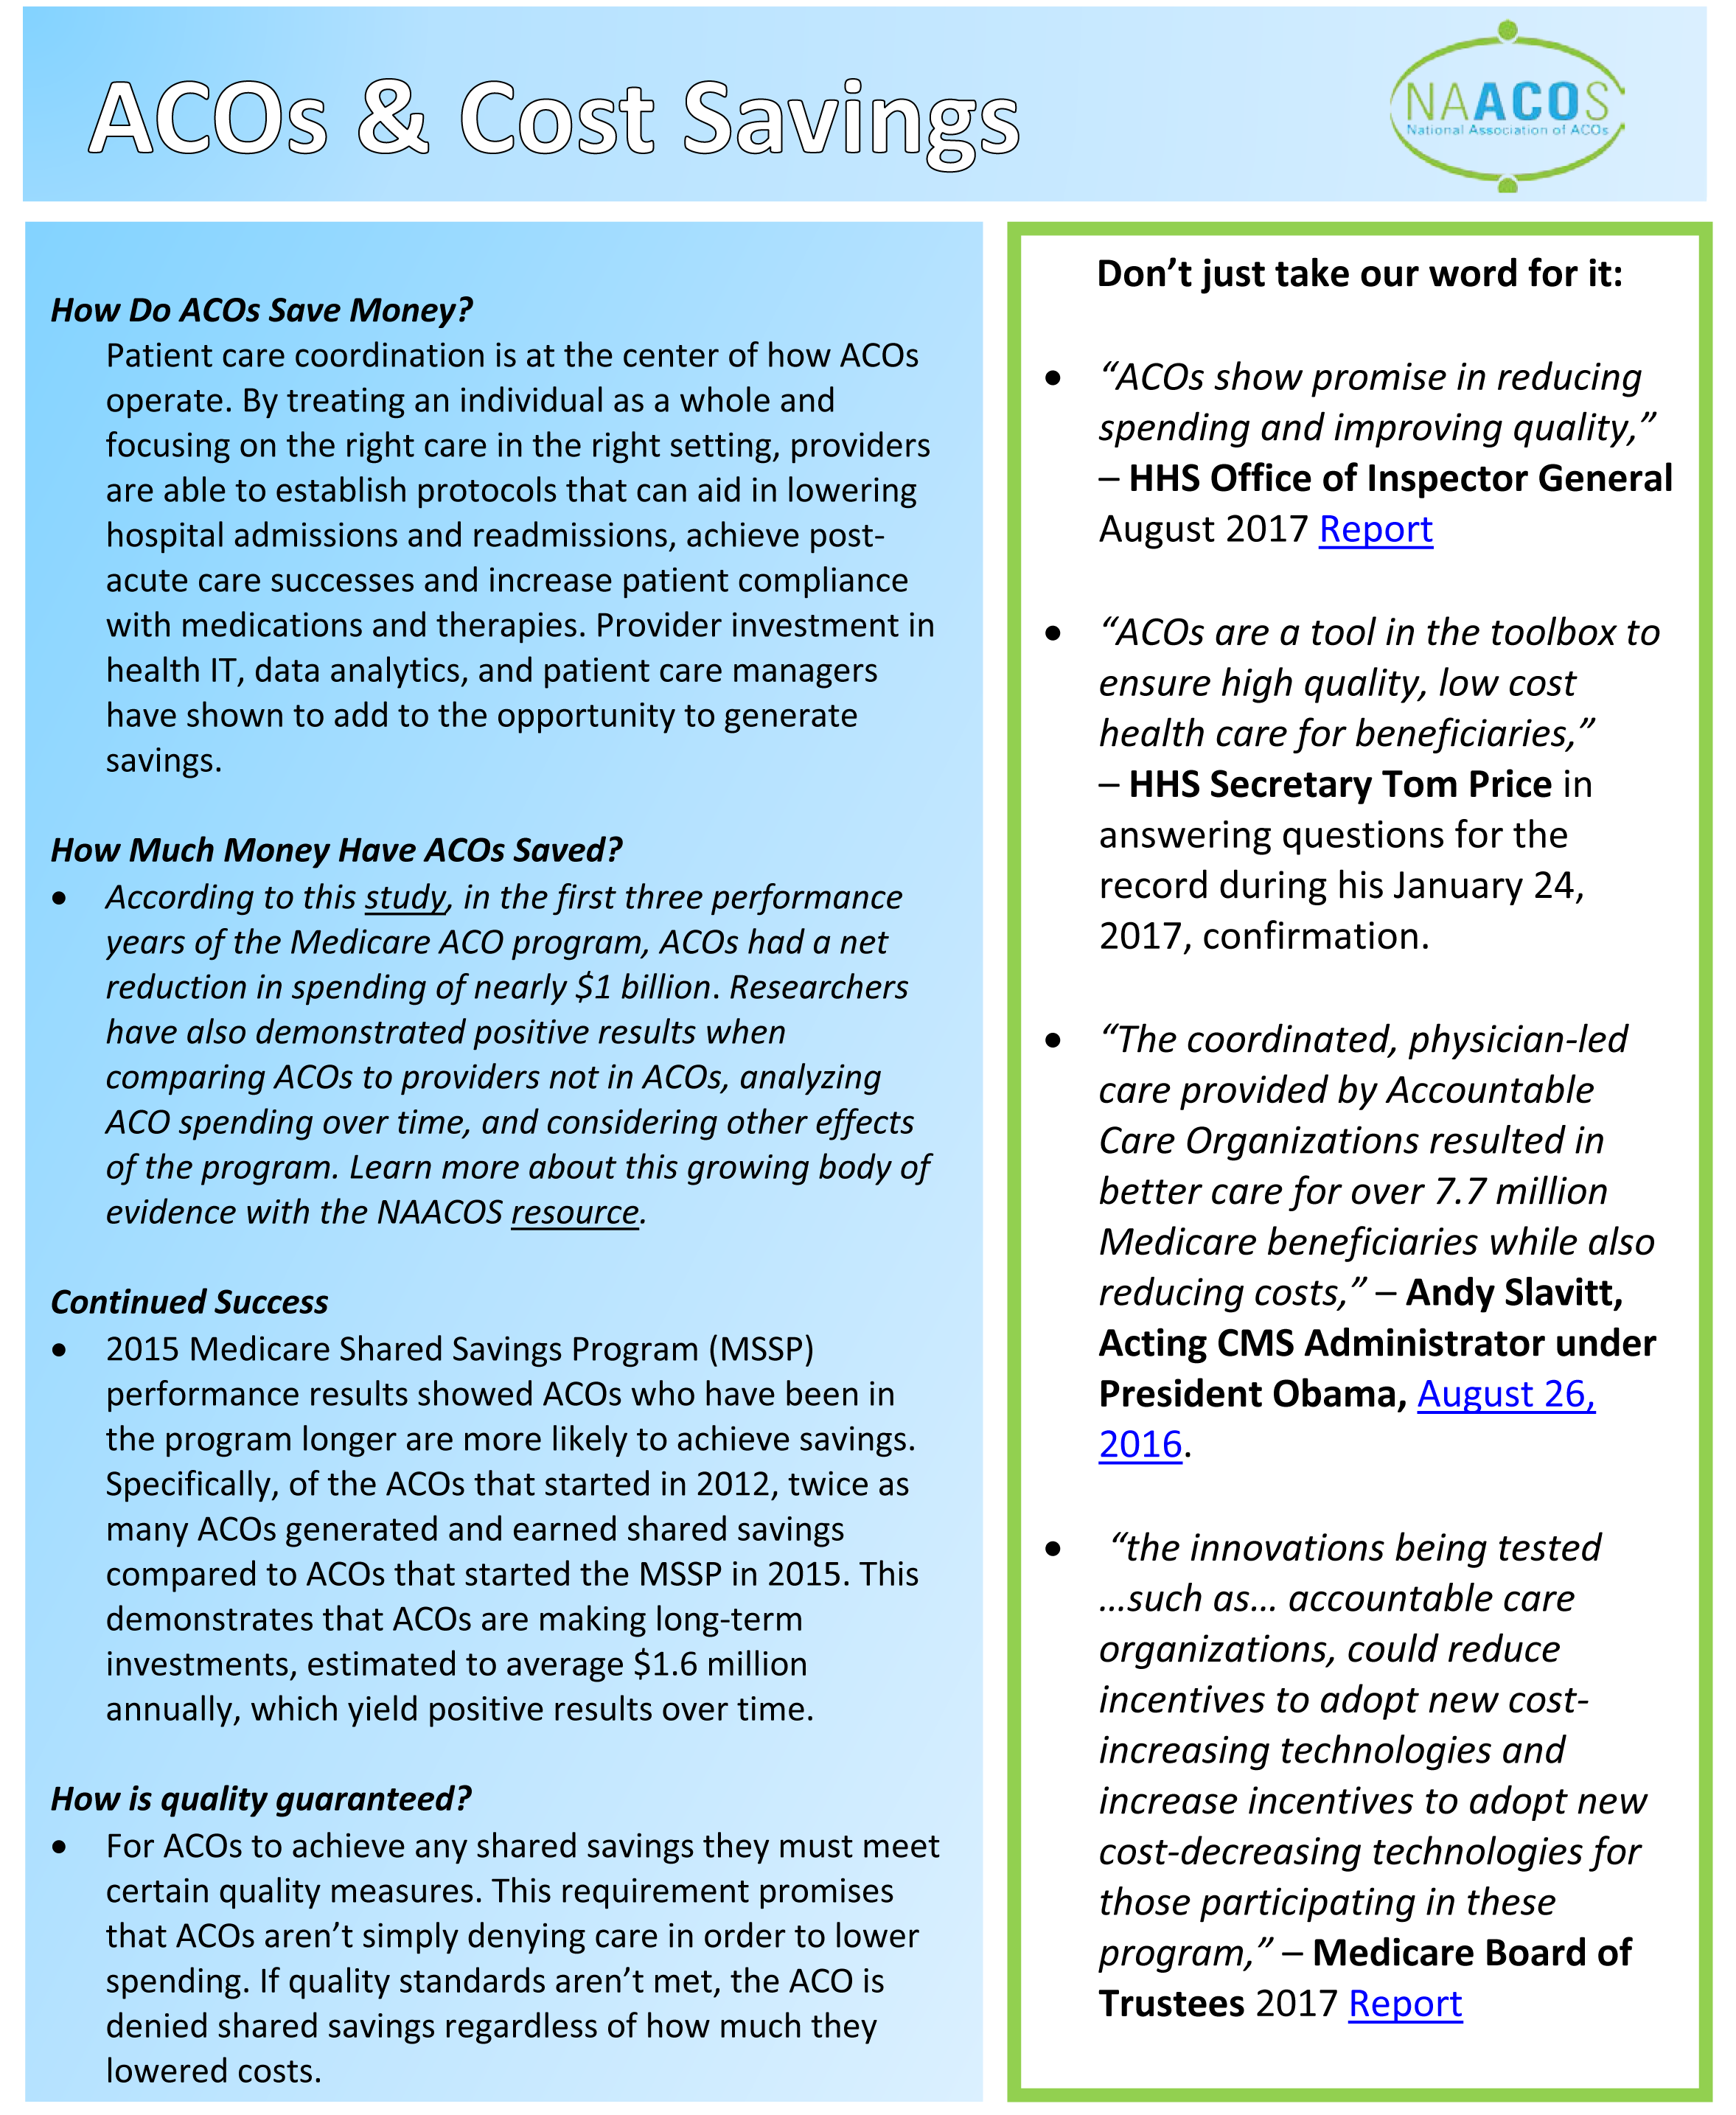 ACOs & Cost Savings
NAACOS
National Association of ACOs
How Do ACOs Save Money?
Patient care coordination is at the center of how ACOs
operate. By treating an individual as a whole and
focusing on the right care in the right setting, providers
are able to establish protocols that can aid in lowering
hospital admissions and readmissions, achieve post-
acute care successes and increase patient compliance
with medications and therapies. Provider investment in
health IT, data analytics, and patient care managers
have shown to add to the opportunity to generate
savings.
How Much Money Have ACOs Saved?
• According to this study, in the first three performance
years of the Medicare ACO program, ACOs had a net
reduction in spending of nearly $1 billion. Researchers
have also demonstrated positive results when
comparing ACOs to providers not in ACOs, analyzing
ACO spending over time, and considering other effects
of the program. Learn more about this growing body of
evidence with the NAACOS resource.
Continued Success
• 2015 Medicare Shared Savings Program (MSSP)
performance results showed ACOs who have been in
the program longer are more likely to achieve savings.
Specifically, of the ACOs that started in 2012, twice as
many ACOs generated and earned shared savings
compared to ACOs that started the MSSP in 2015. This
demonstrates that ACOs are making long-term
investments, estimated to average $1.6 million
annually, which yield positive results over time.
How is quality guaranteed?
• For ACOs to achieve any shared savings they must meet
certain quality measures. This requirement promises
that ACOs aren’t simply denying care in order to lower
spending. If quality standards aren’t met, the ACO is
denied shared savings regardless of how much they
lowered costs.
Don’t just take our word for it:
• “ACOs show promise in reducing
spending and improving quality,”
– HHS Office of Inspector General
August 2017 Report
• “ACOs are a tool in the toolbox to
ensure high quality, low cost
health care for beneficiaries,”
– HHS Secretary Tom Price in
answering questions for the
record during his January 24,
2017, confirmation.
• “The coordinated, physician-led
care provided by Accountable
Care Organizations resulted in
better care for over 7.7 million
Medicare beneficiaries while also
reducing costs,” – Andy Slavitt,
Acting CMS Administrator under
President Obama, August 26,
2016.
• “the innovations being tested
…such as… accountable care
organizations, could reduce
incentives to adopt new cost-
increasing technologies and
increase incentives to adopt new
cost-decreasing technologies for
those participating in these
program,” – Medicare Board of
Trustees 2017 Report